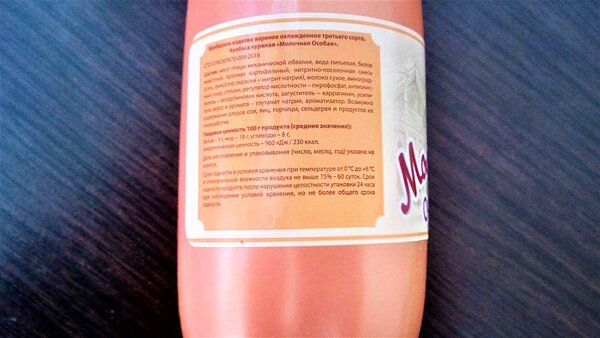 Колбасное изделие вареное охлажденное третьего сорта.
Колбаса куриная «Молочная Особая».
СТО 0190383470-004-2016
Состав: мясо птицы механической обвалки, вода питьевая, белок
животный, крахмал картофельный, нитритно-посолочная смесь
(соль, фиксатор окраски – нитрит натрия), молоко сухое, виноград-
ный сахар, специи, регулятор кислотности – пирофосфат, антиокис-
литель – аскорбиновая кислота, загуститель – каррагинан, усили-
тель вкуса и аромата – глутамат натрия, ароматизатор. Возможно
содержание следов сои, яиц, горчицы, сельдерея и продуктов их
переработки.
Пищевая ценность 100 г продукта (средние значения):
белок – 9 г, жир – 18 г, углеводы – 8 г,
энергетическая ценность – 960 кДж / 230 ккал.
Дата изготовления и упаковывания (число, месяц, год) указана на
клипсе.
Срок годности и условия хранения при температуре от 0 °С до +6 °С
и относительной влажности воздуха не выше 75% - 60 суток. Срок
годности продукта после нарушения целостности упаковки 24 часа
при соблюдении условий хранения, но не более общего срока
годности.